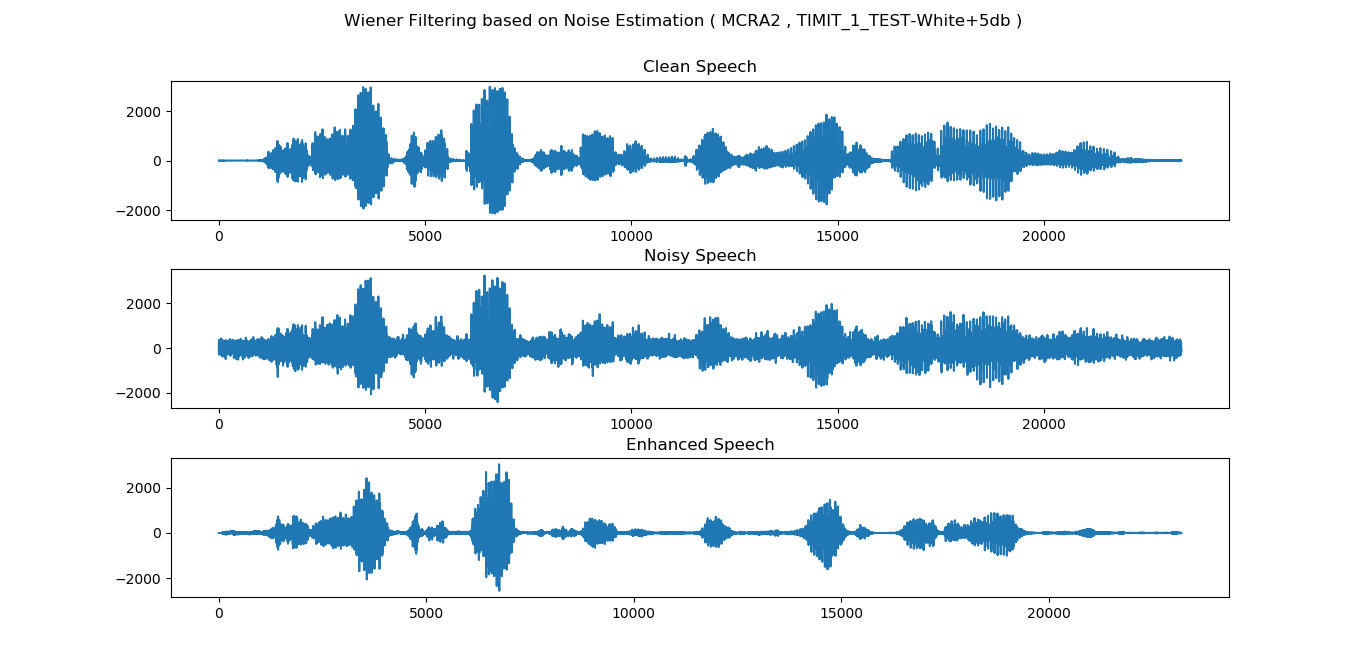 Wiener Filtering based on Noise Estimation ( MCRA2 , TIMIT_1_TEST-White+5db )
Clean Speech
2000
0
−2000
0 5000 10000 15000 20000
Noisy Speech
2000
0
−2000
0 5000 10000 15000 20000
Enhanced Speech
2000
0
−2000
0 5000 10000 15000 20000